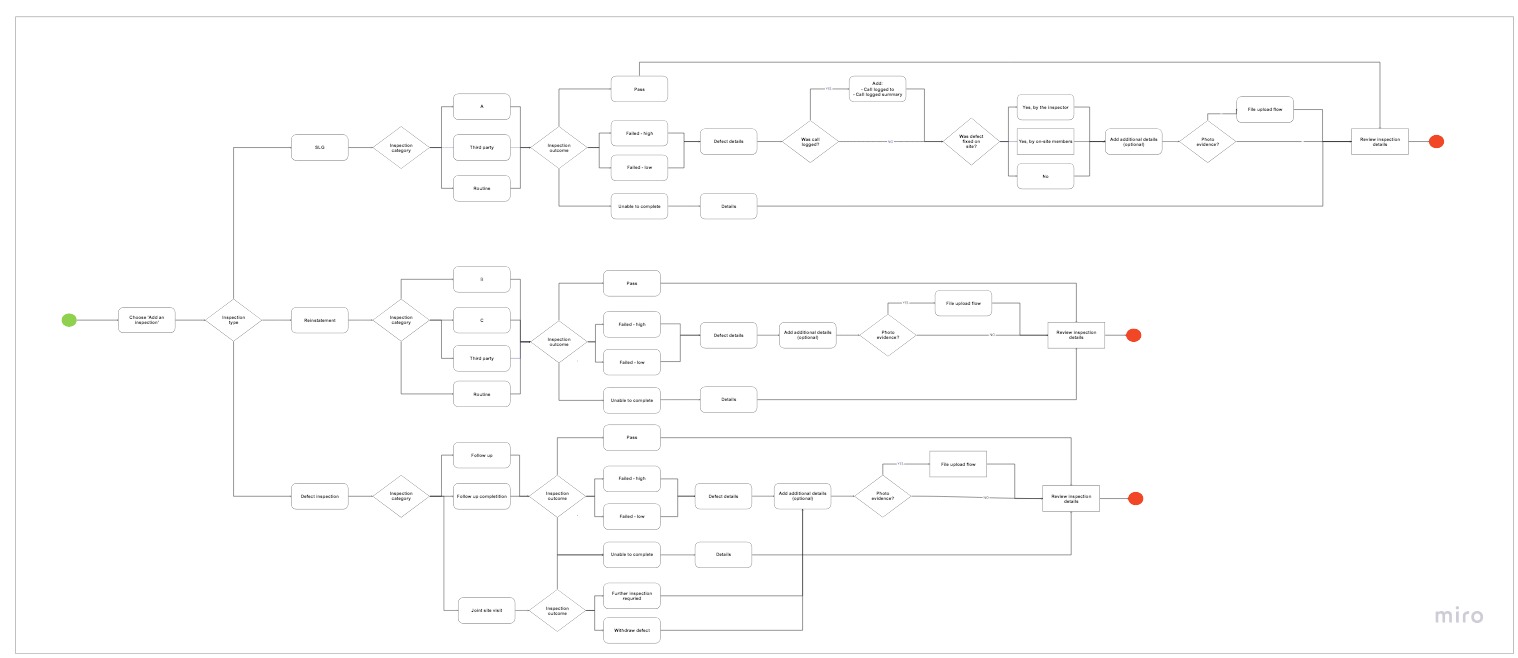 Choose 'Add an
inspection'
Inspection
type
SLG
Inspection
category
A
Third party
Routine
Inspection
outcome
Pass
Failed - high
Failed - low
Unable to complete
Defect details
Details
Was call
logged?
YES
NO
Add:
- Call logged to
- Call logged summary
Was defect
fixed on
site?
Yes, by the inspector
Yes, by on-site members
No
Add additional details
(optional)
Photo
evidence?
File upload flow
Review inspection
details
Reinstatement
Inspection
category
B
C
Third party
Routine
Inspection
outcome
Pass
Failed - high
Failed - low
Unable to complete
Defect details
Details
Add additional details
(optional)
Photo
evidence?
YES
NO
File upload flow
Review inspection
details
Defect inspection
Inspection
category
Follow up
Follow up completition
Joint site visit
Inspection
outcome
Pass
Failed - high
Failed - low
Unable to complete
Defect details
Details
Add additional details
(optional)
Photo
evidence?
YES
NO
File upload flow
Review inspection
details
Inspection
outcome
Further inspection
requried
Withdraw defect
miro